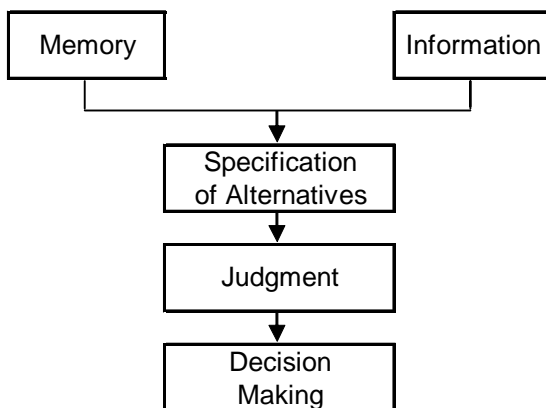 Memory
Information
Specification
of Alternatives
Judgment
Decision
Making